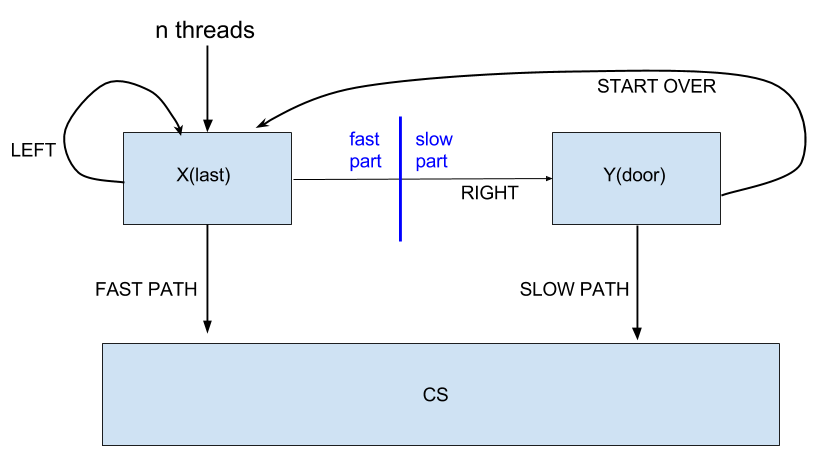 n threads
START OVER
LEFT
fast
part
slow
part
X(last)
Y(door)
RIGHT
FAST PATH
SLOW PATH
CS